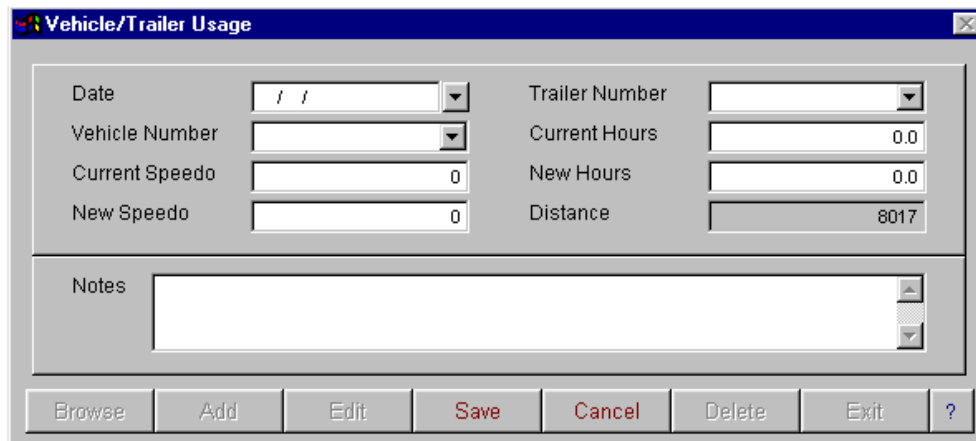 Vehicle/Trailer Usage
Date / / Trailer Number
Vehicle Number Current Hours 0.0
Current Speedo 0 New Hours 0.0
New Speedo 0 Distance 8017
Notes
Browse Add Edit Save Cancel Delete Exit ?